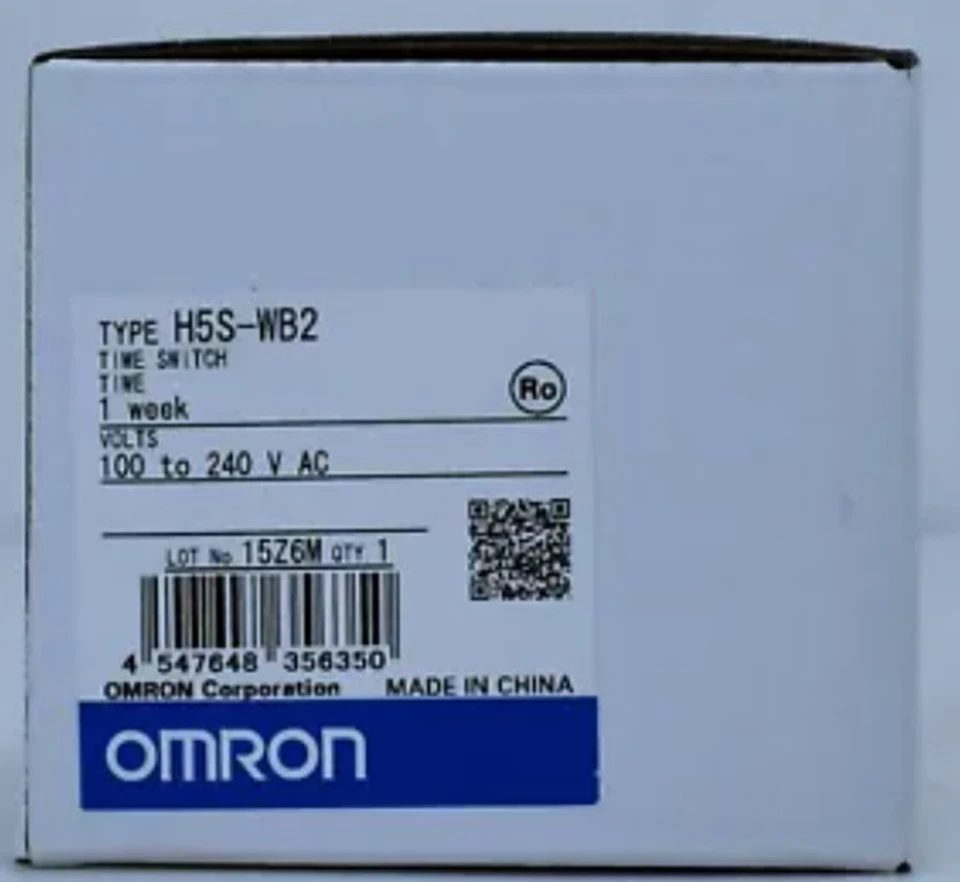 TYPE H5S-WB2
TIME SWITCH
TIME
Ro
1 week
VOLTS
100 to 240 V AC
LOT No 15Z6M QTY 1
4 547648 356350
OMRON Corporation MADE IN CHINA
OMRON